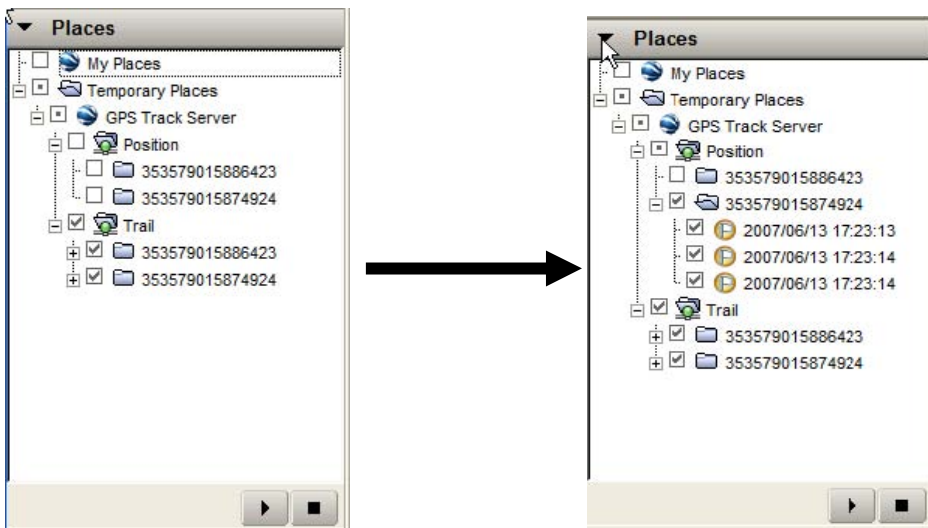 Places
My Places
Temporary Places
GPS Track Server
Position
353579015886423
353579015874924
Trail
353579015886423
353579015874924
Places
My Places
Temporary Places
GPS Track Server
Position
353579015886423
353579015874924
2007/06/13 17:23:13
2007/06/13 17:23:14
2007/06/13 17:23:14
Trail
353579015886423
353579015874924